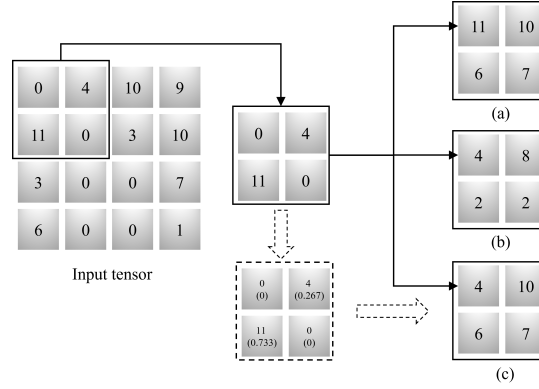 0 4 10 9
11 0 3 10
3 0 0 7
6 0 0 1
Input tensor
0 4
11 0
0 4
(0) (0.267)
11 0
(0.733) (0)
11 10
6 7
(a)
4 8
2 2
(b)
4 10
6 7
(c)